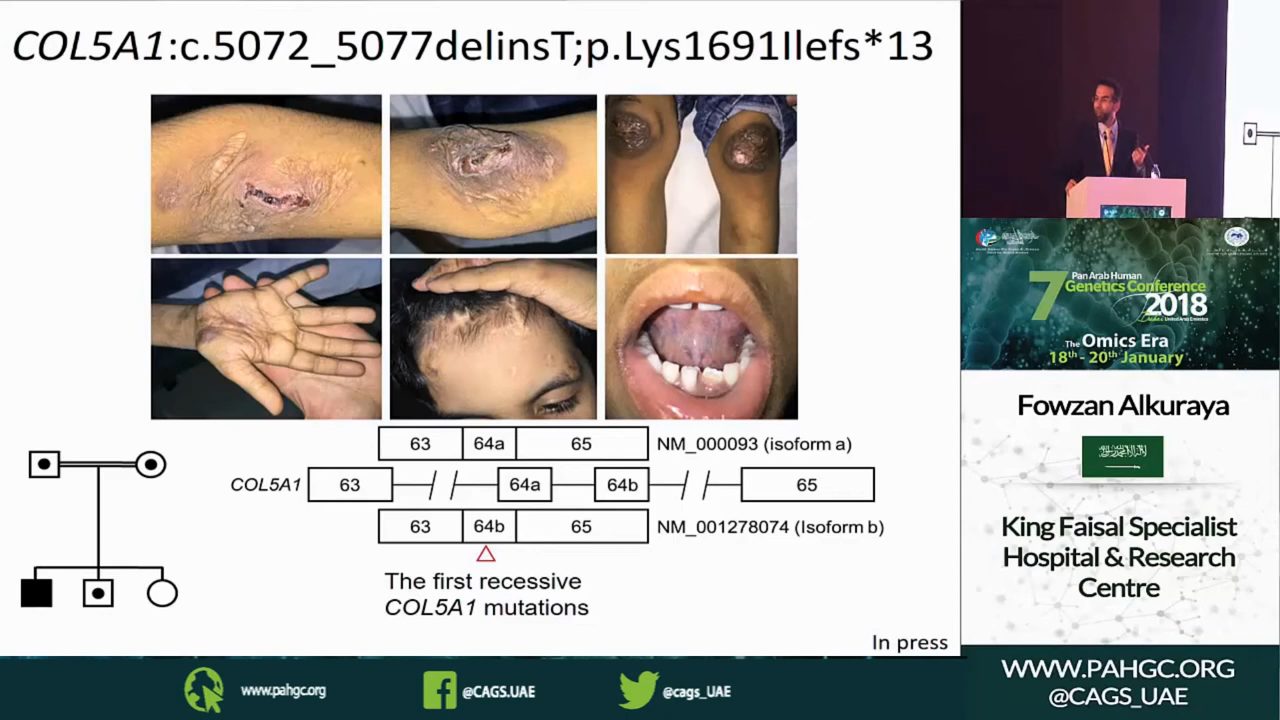 COL5A1:c.5072_5077delinsT;p.Lys1691Ilefs*13
63 64a 65 NM_000093 (isoform a)
COL5A1 63 64a 64b 65
63 64b 65 NM_001278074 (Isoform b)
The first recessive
COL5A1 mutations
In press
7
Pan Arab Human
Genetics Conference
2018
Dubai United Arab Emirates
The Omics Era
18th - 20th January
Fowzan Alkuraya
King Faisal Specialist
Hospital & Research
Centre
www.pahgc.org
@CAGS.UAE
@cags_UAE
WWW.PAHGC.ORG
@CAGS_UAE